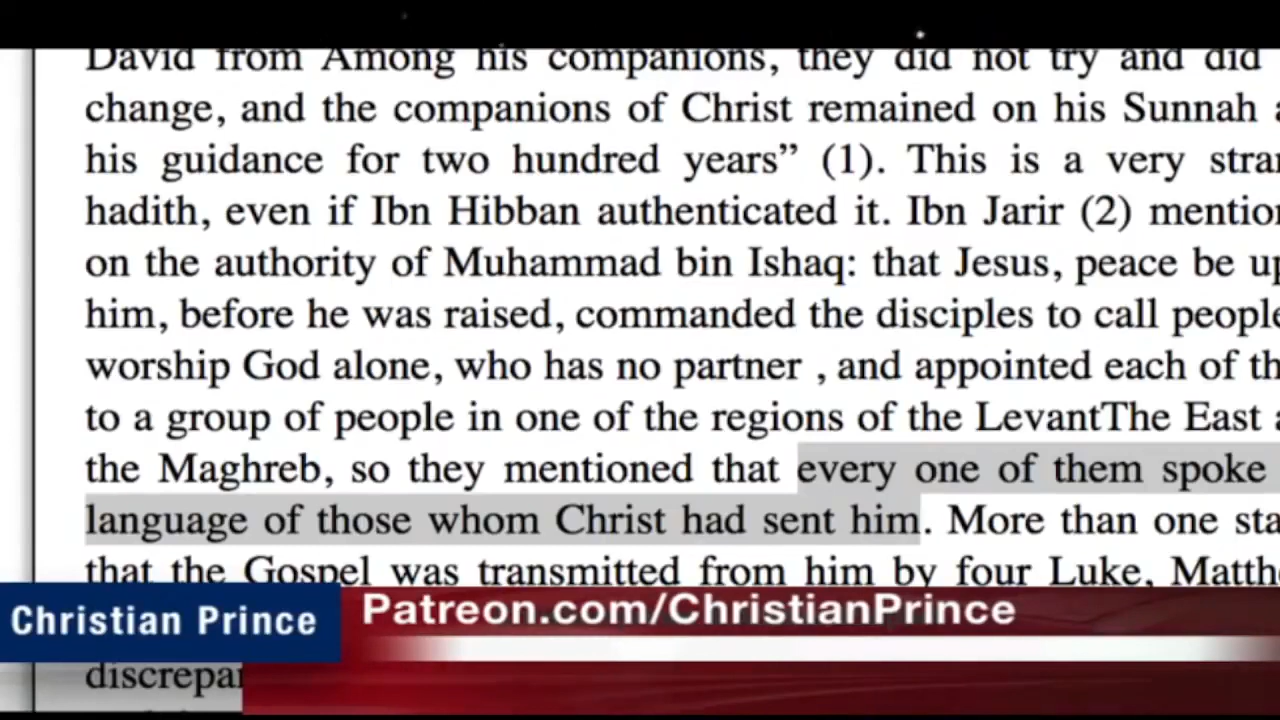 David from Among his companions, they did not try and did
change, and the companions of Christ remained on his Sunnah
his guidance for two hundred years” (1). This is a very
hadith, even if Ibn Hibban authenticated it. Ibn Jarir (2)
on the authority of Muhammad bin Ishaq: that Jesus, peace be
him, before he was raised, commanded the disciples to call
worship God alone, who has no partner , and appointed each of
to a group of people in one of the regions of the LevantThe East
the Maghreb, so they mentioned that every one of them spoke
language of those whom Christ had sent him. More than one
that the Gospel was transmitted from him by four Luke,
Christian Prince
Patreon.com/ChristianPrince